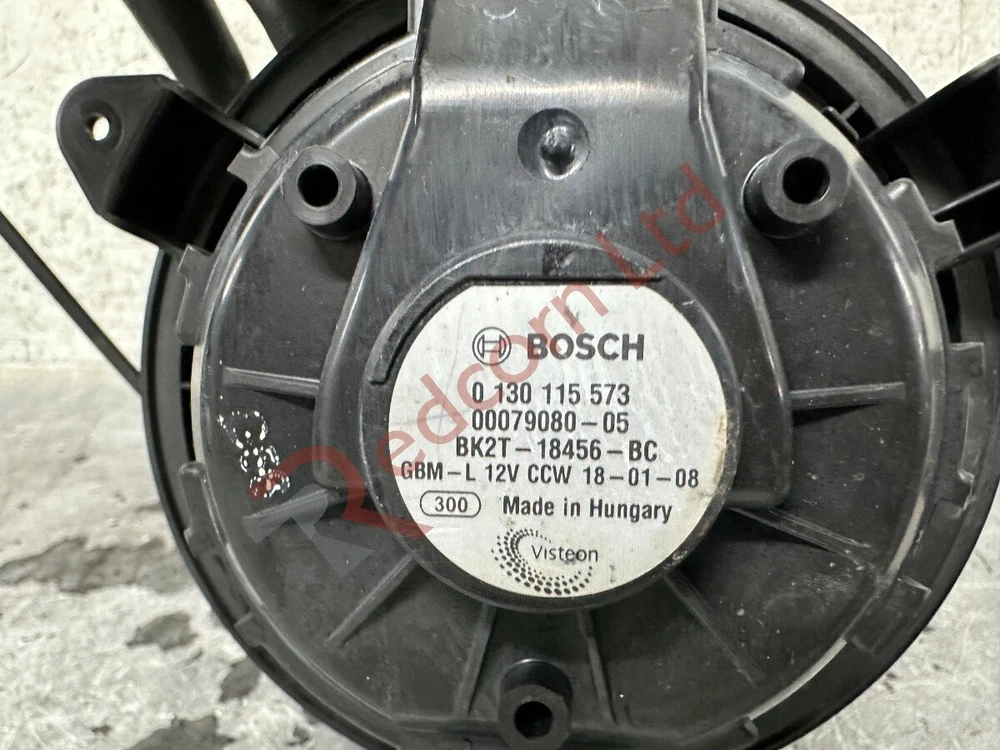 BOSCH
0 130 115 573
00079080-05
BK2T-18456-BC
GBM-L 12V CCW 18-01-08
300 Made in Hungary
Visteon
Redcorn Ltd